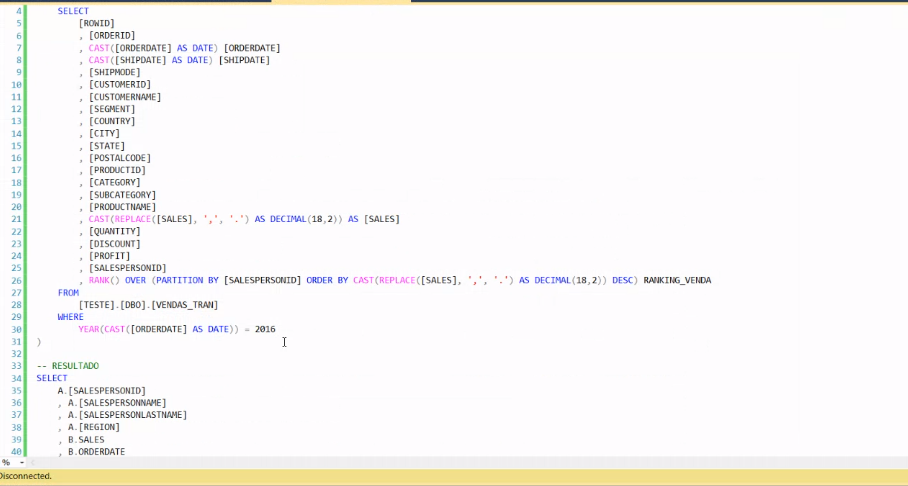 4 SELECT
5 [ROWID]
6 , [ORDERID]
7 , CAST([ORDERDATE] AS DATE) [ORDERDATE]
8 , CAST([SHIPDATE] AS DATE) [SHIPDATE]
9 , [SHIPMODE]
10 , [CUSTOMERID]
11 , [CUSTOMERNAME]
12 , [SEGMENT]
13 , [COUNTRY]
14 , [CITY]
15 , [STATE]
16 , [POSTALCODE]
17 , [PRODUCTID]
18 , [CATEGORY]
19 , [SUBCATEGORY]
20 , [PRODUCTNAME]
21 , CAST(REPLACE([SALES], ',', '.') AS DECIMAL(18,2)) AS [SALES]
22 , [QUANTITY]
23 , [DISCOUNT]
24 , [PROFIT]
25 , [SALESPERSONID]
26 , RANK() OVER (PARTITION BY [SALESPERSONID] ORDER BY CAST(REPLACE([SALES], ',', '.') AS DECIMAL(18,2)) DESC) RANKING_VENDA
27 FROM
28 [TESTE].[DBO].[VENDAS_TRAN]
29 WHERE
30 YEAR(CAST([ORDERDATE] AS DATE)) = 2016
31 )
32
33 -- RESULTADO
34 SELECT
35 A.[SALESPERSONID]
36 , A.[SALESPERSONNAME]
37 , A.[SALESPERSONLASTNAME]
38 , A.[REGION]
39 , B.SALES
40 , B.ORDERDATE
%
Disconnected.